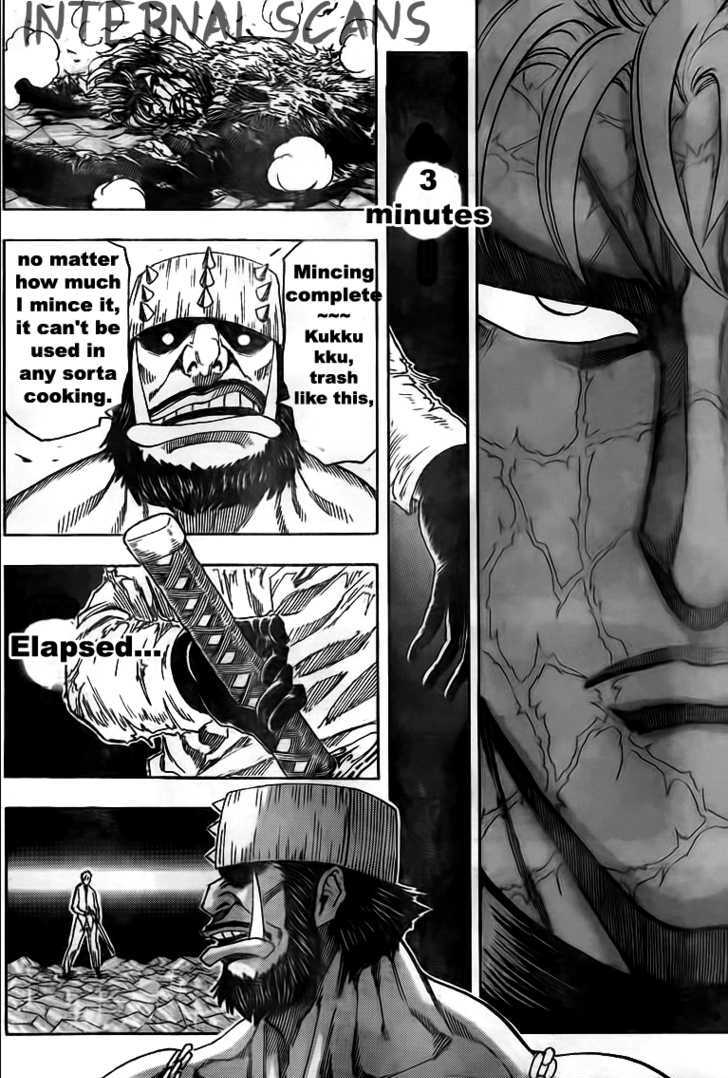 INTERNAL SCANS
3
minutes
Mincing
complete
~~~
Kukku
kku,
trash
like this,
no matter
how much
I mince it,
it can't be
used in
any sorta
cooking.
Elapsed...